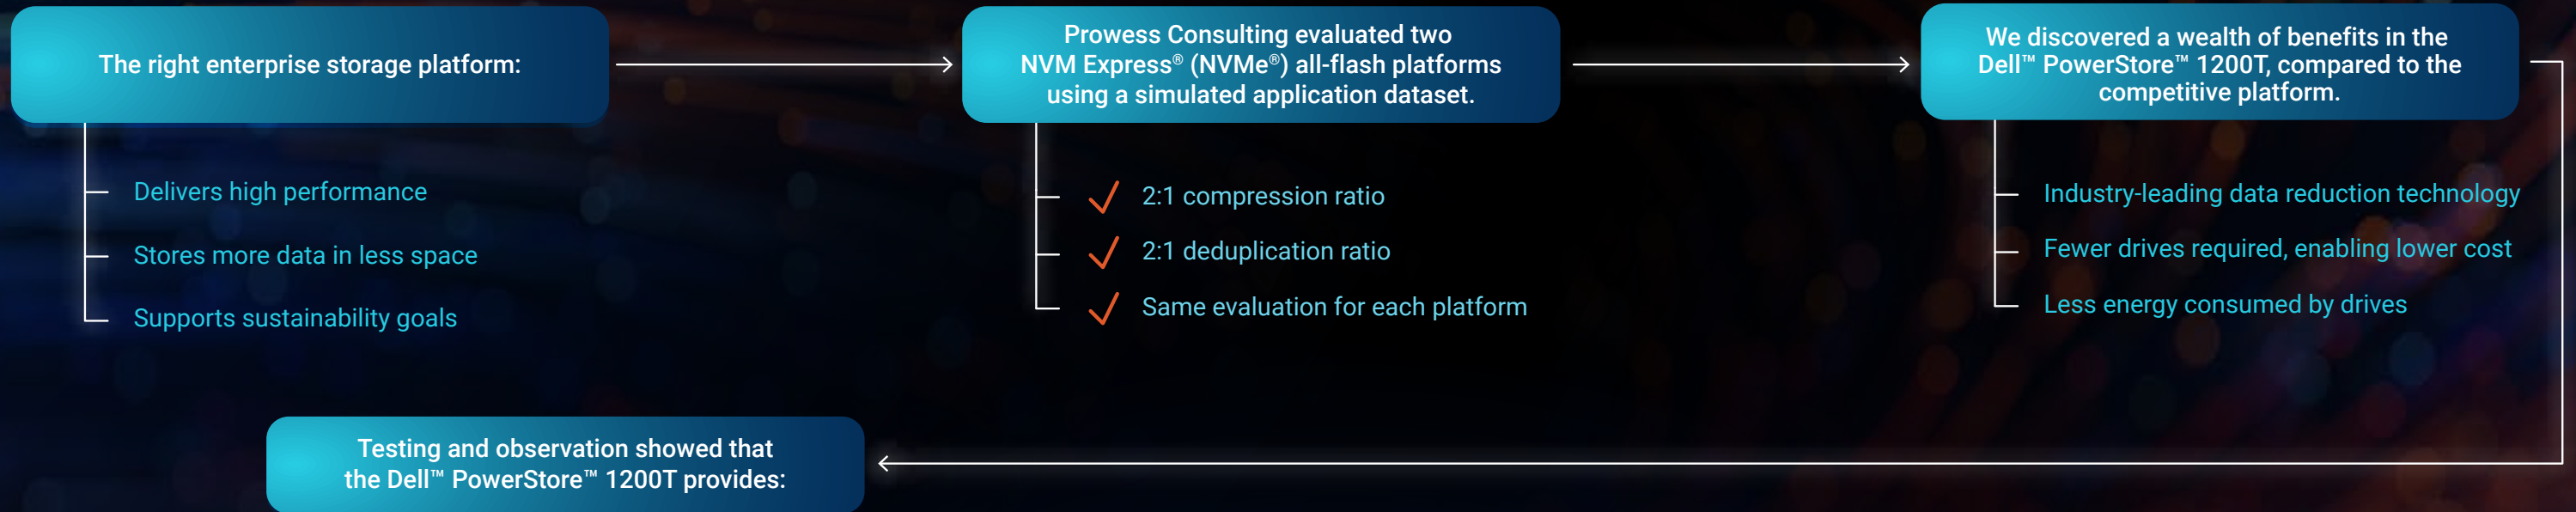 The right enterprise storage platform:
Delivers high performance
Stores more data in less space
Supports sustainability goals
Prowess Consulting evaluated two
NVM Express® (NVMe®) all-flash platforms
using a simulated application dataset.
2:1 compression ratio
2:1 deduplication ratio
Same evaluation for each platform
We discovered a wealth of benefits in the
Dell™ PowerStore™ 1200T, compared to the
competitive platform.
Industry-leading data reduction technology
Fewer drives required, enabling lower cost
Less energy consumed by drives
Testing and observation showed that
the Dell™ PowerStore™ 1200T provides: